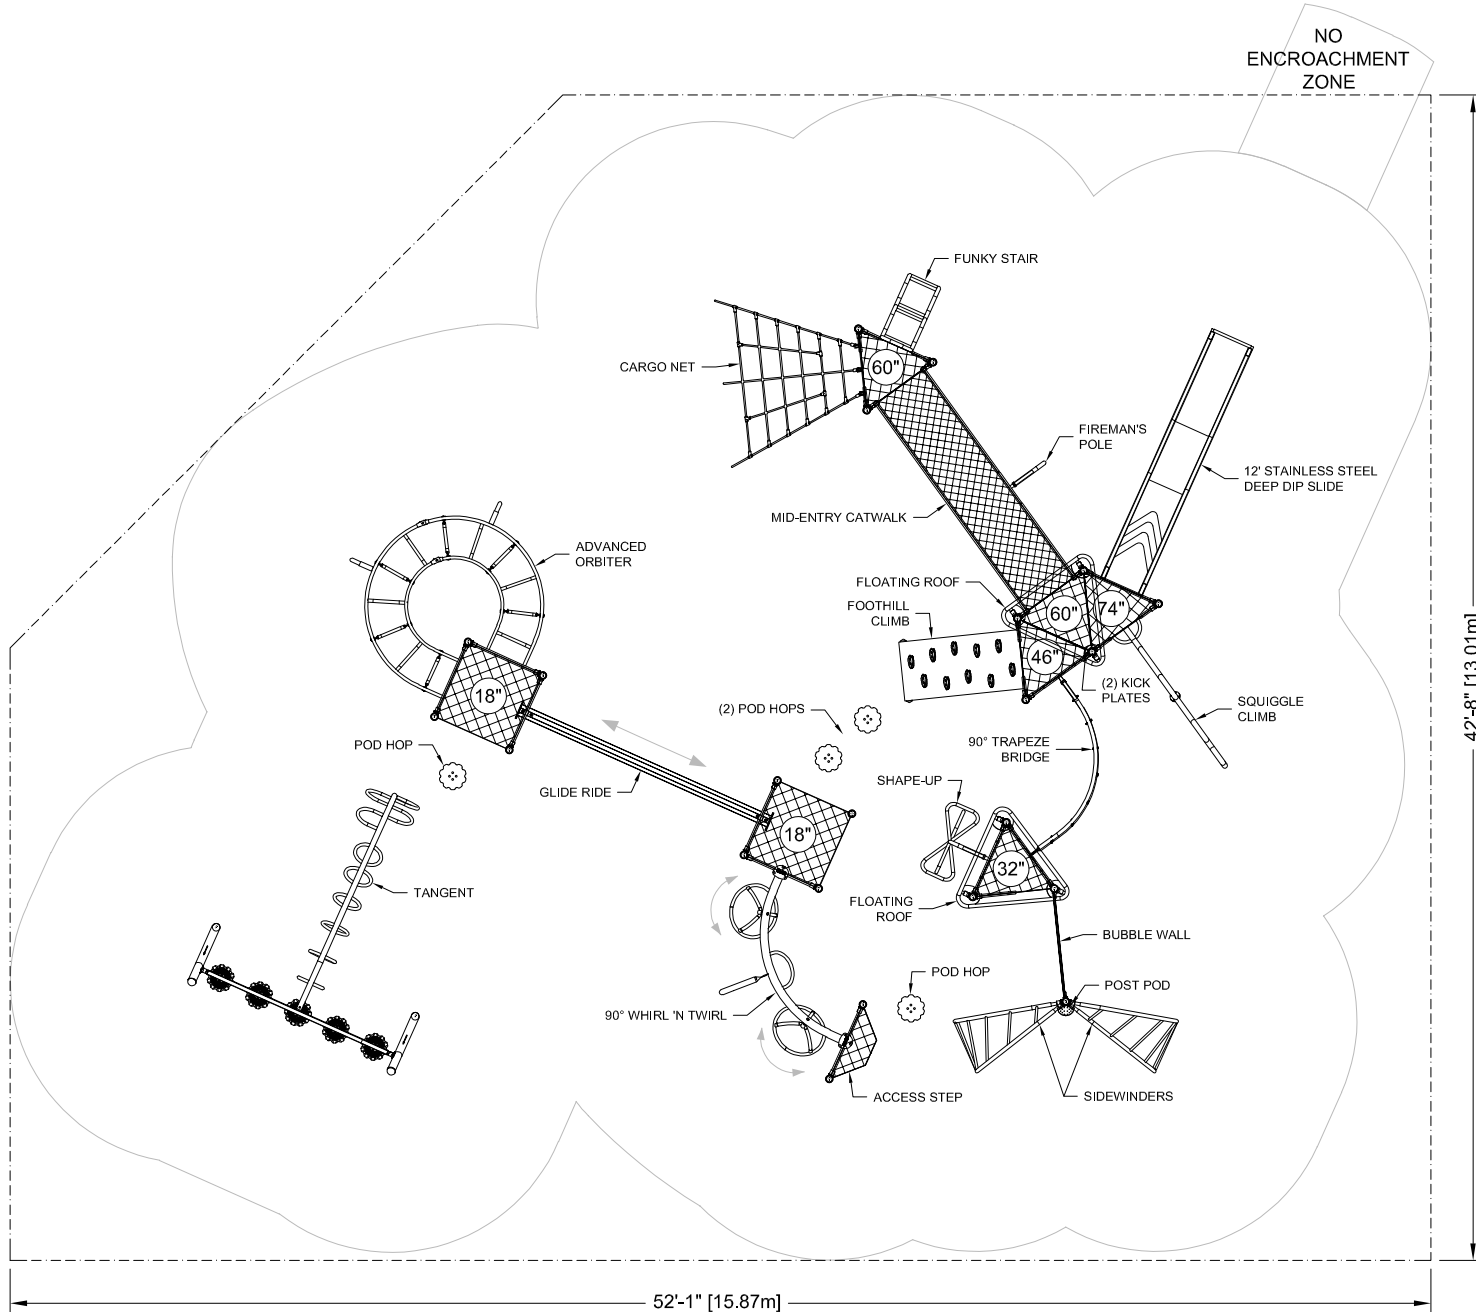 NO
ENCROACHMENT
ZONE
FUNKY STAIR
CARGO NET
60"
FIREMAN'S
POLE
12' STAINLESS STEEL
DEEP DIP SLIDE
MID-ENTRY CATWALK
ADVANCED
ORBITER
FLOATING ROOF
FOOTHILL
CLIMB
60"
74"
46"
(2) KICK
PLATES
SQUIGGLE
CLIMB
42'-8" [13.01m]
18"
(2) POD HOPS
POD HOP
90° TRAPEZE
BRIDGE
GLIDE RIDE
SHAPE-UP
18"
32"
TANGENT
FLOATING
ROOF
BUBBLE WALL
POD HOP
POST POD
90° WHIRL 'N TWIRL
ACCESS STEP
SIDEWINDERS
52'-1" [15.87m]